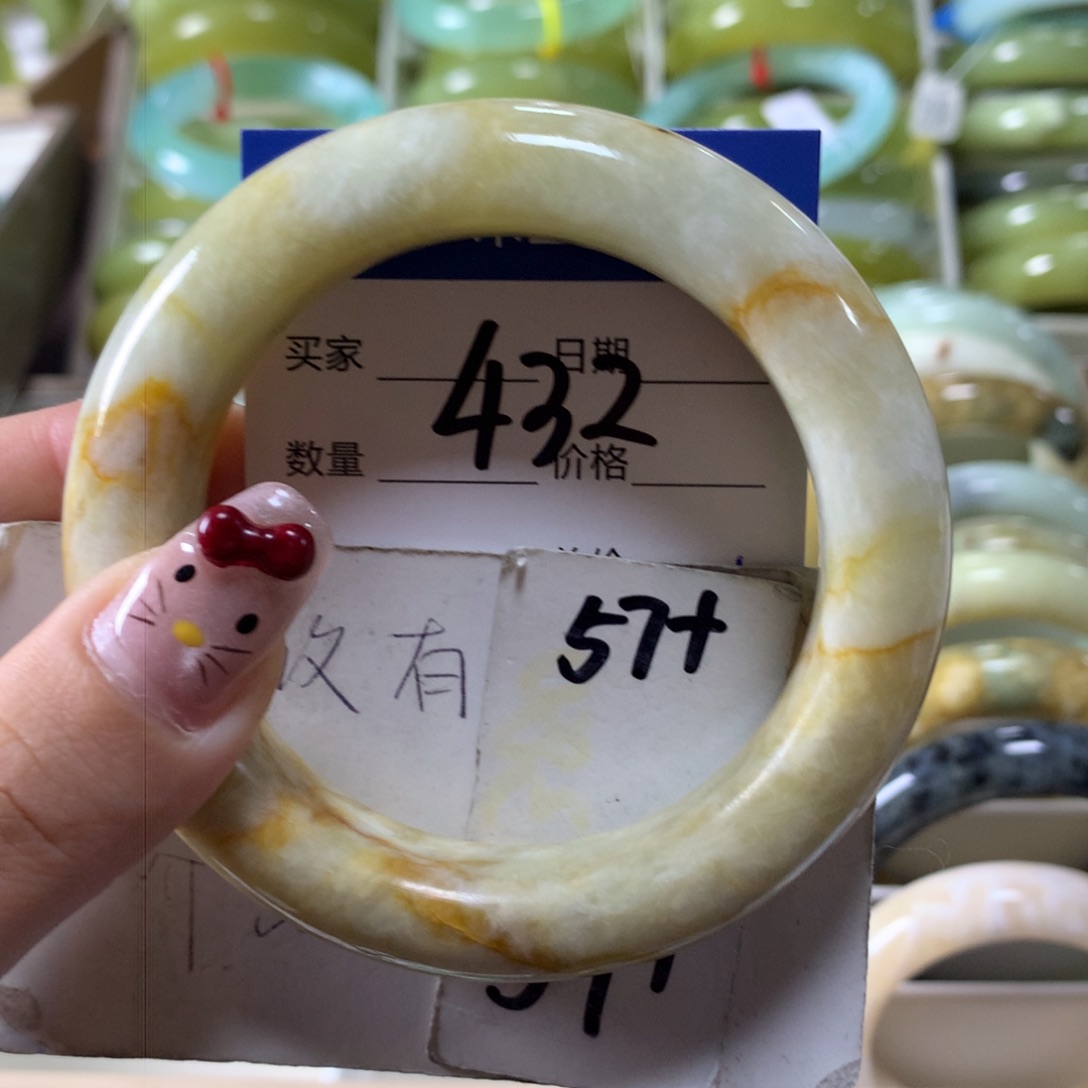 买家 432 日期
数量 价格
没有 57+